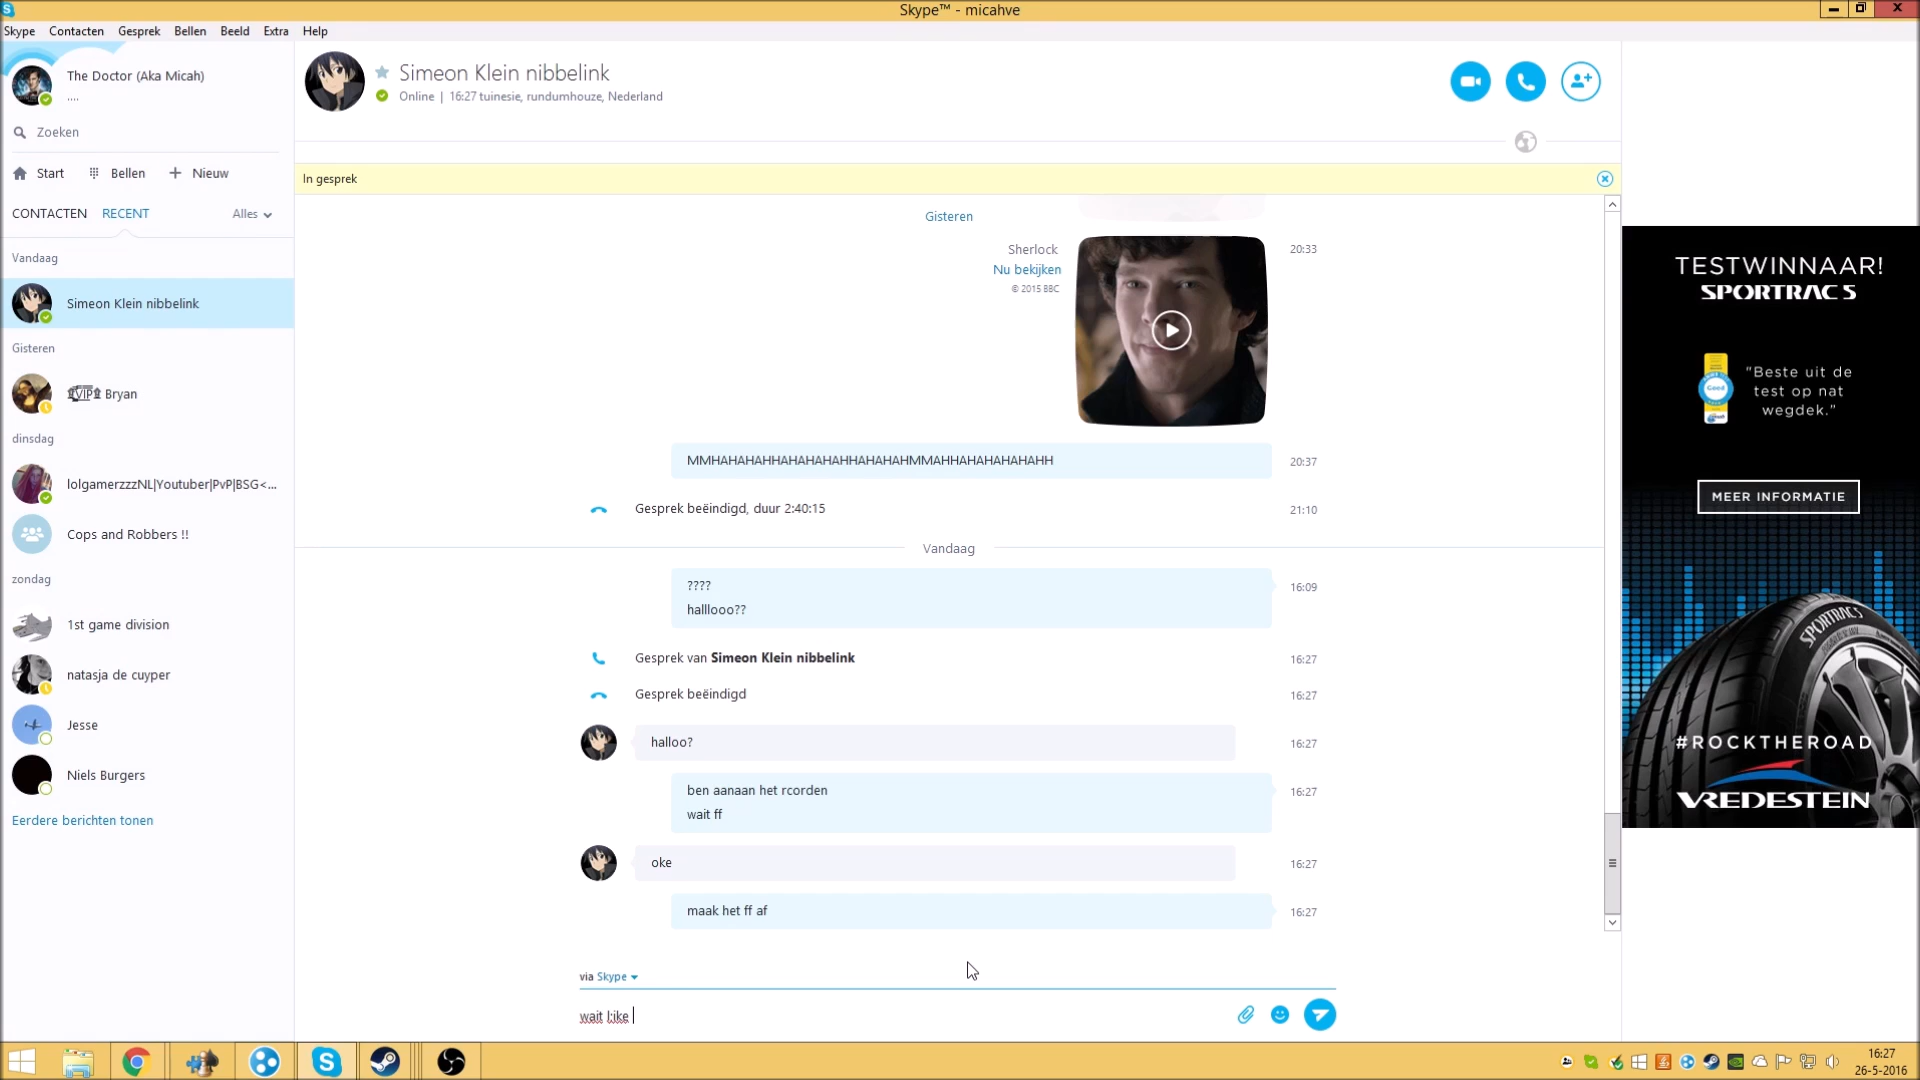 Skype™ - micahve
Skype Contacten Gesprek Bellen Beeld Extra Help
The Doctor (Aka Micah)
....
Zoeken
Start Bellen Nieuw
CONTACTEN RECENT Alles
Vandaag
Simeon Klein nibbelink
Gisteren
VIP Bryan
dinsdag
lolgamerzzzNL|Youtuber|PvP|BSG<...
Cops and Robbers !!
zondag
1st game division
natasja de cuyper
Jesse
Niels Burgers
Eerdere berichten tonen
Simeon Klein nibbelink
Online | 16:27 tuinesie, rundumhouze, Nederland
In gesprek
Gisteren
Sherlock
Nu bekijken
© 2015 BBC
20:33
MMHAHAHAHHAHAHAHAHHAHAHAHMMAHHAHAHAHAHAHH 20:37
Gesprek beëindigd, duur 2:40:15 21:10
Vandaag
???? 16:09
halllooo??
Gesprek van Simeon Klein nibbelink 16:27
Gesprek beëindigd 16:27
halloo? 16:27
ben aanaan het rcorden 16:27
wait ff
oke 16:27
maak het ff af 16:27
via Skype
wait l;ike
TESTWINNAAR!
SPORTRAC 5
Goed
"Beste uit de
test op nat
wegdek."
MEER INFORMATIE
SPORTRAC5
#ROCKTHEROAD
VREDESTEIN
16:27
26-5-2016